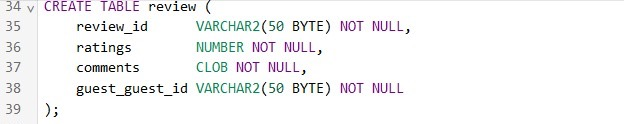 34 CREATE TABLE review (
35     review_id      VARCHAR2(50 BYTE) NOT NULL,
36     ratings        NUMBER NOT NULL,
37     comments       CLOB NOT NULL,
38     guest_guest_id VARCHAR2(50 BYTE) NOT NULL
39 );